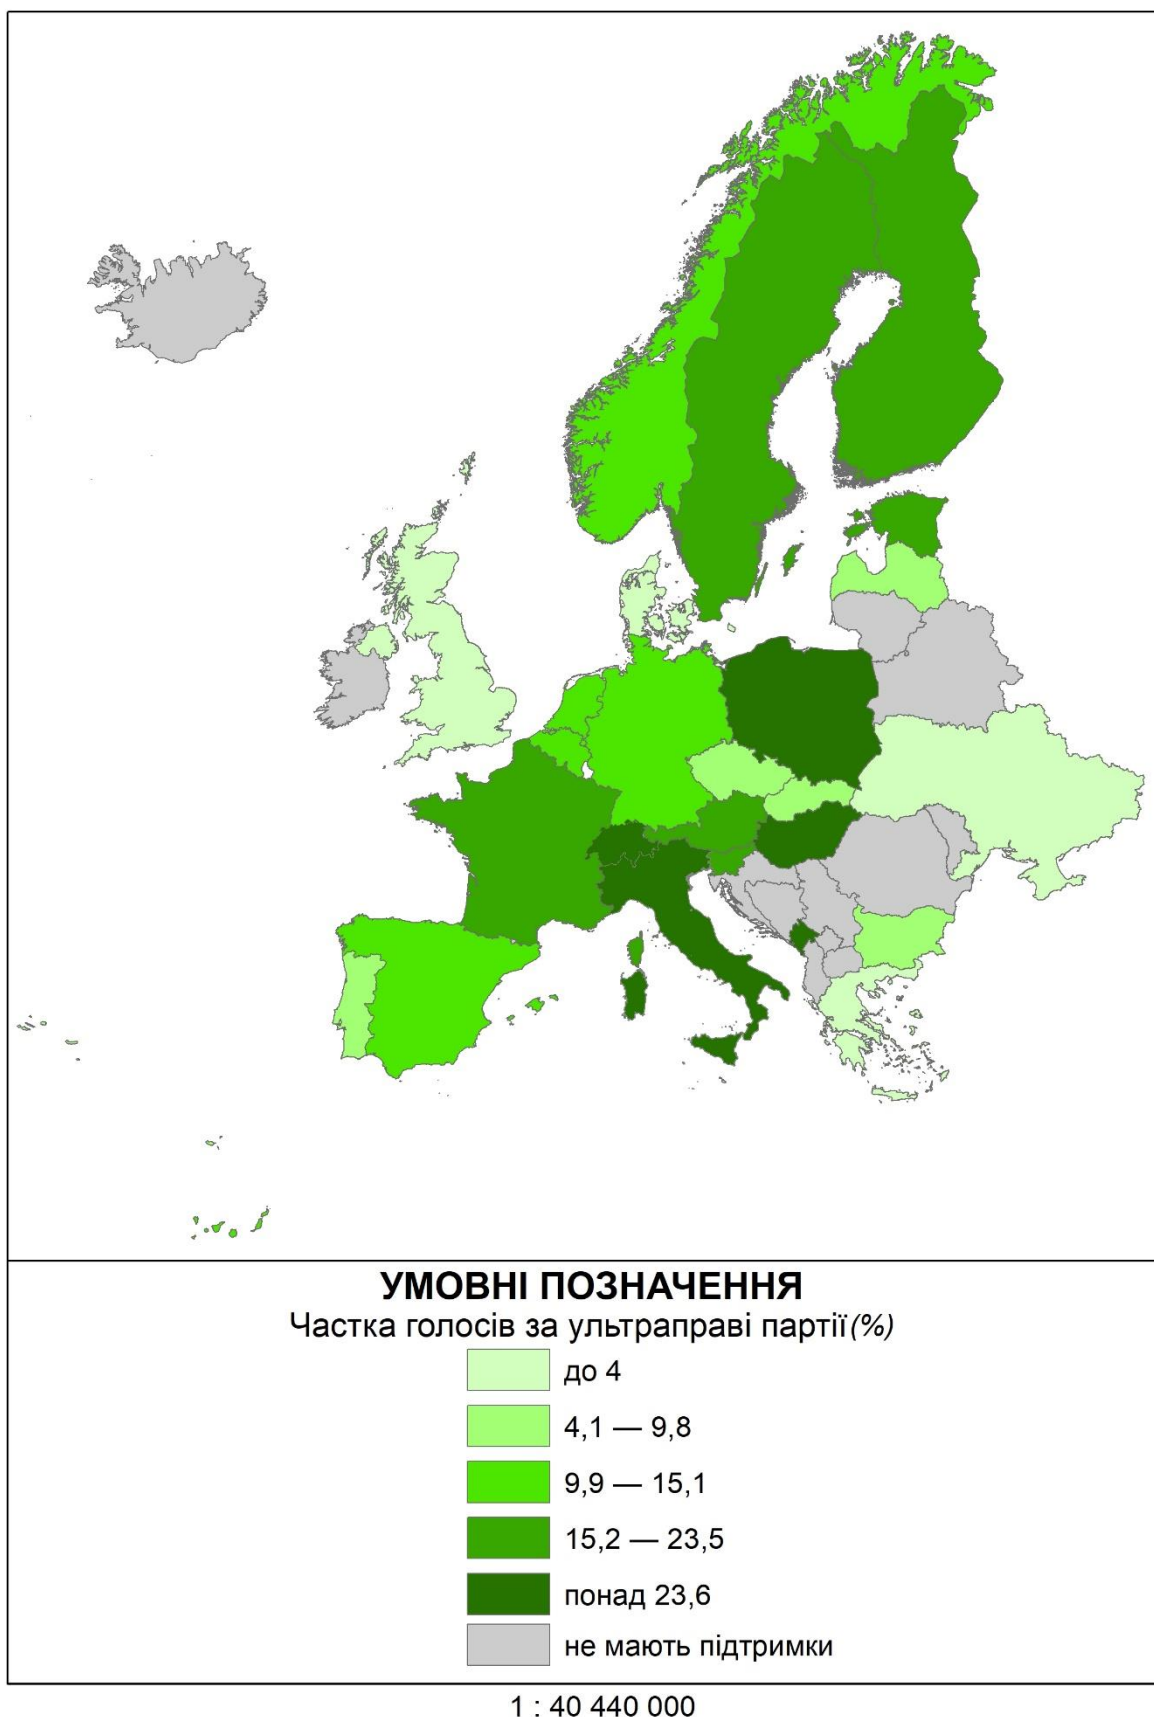 УМОВНІ ПОЗНАЧЕННЯ
Частка голосів за ультраправі партії(%)
до 4
4,1 — 9,8
9,9 — 15,1
15,2 — 23,5
понад 23,6
не мають підтримки
1 : 40 440 000